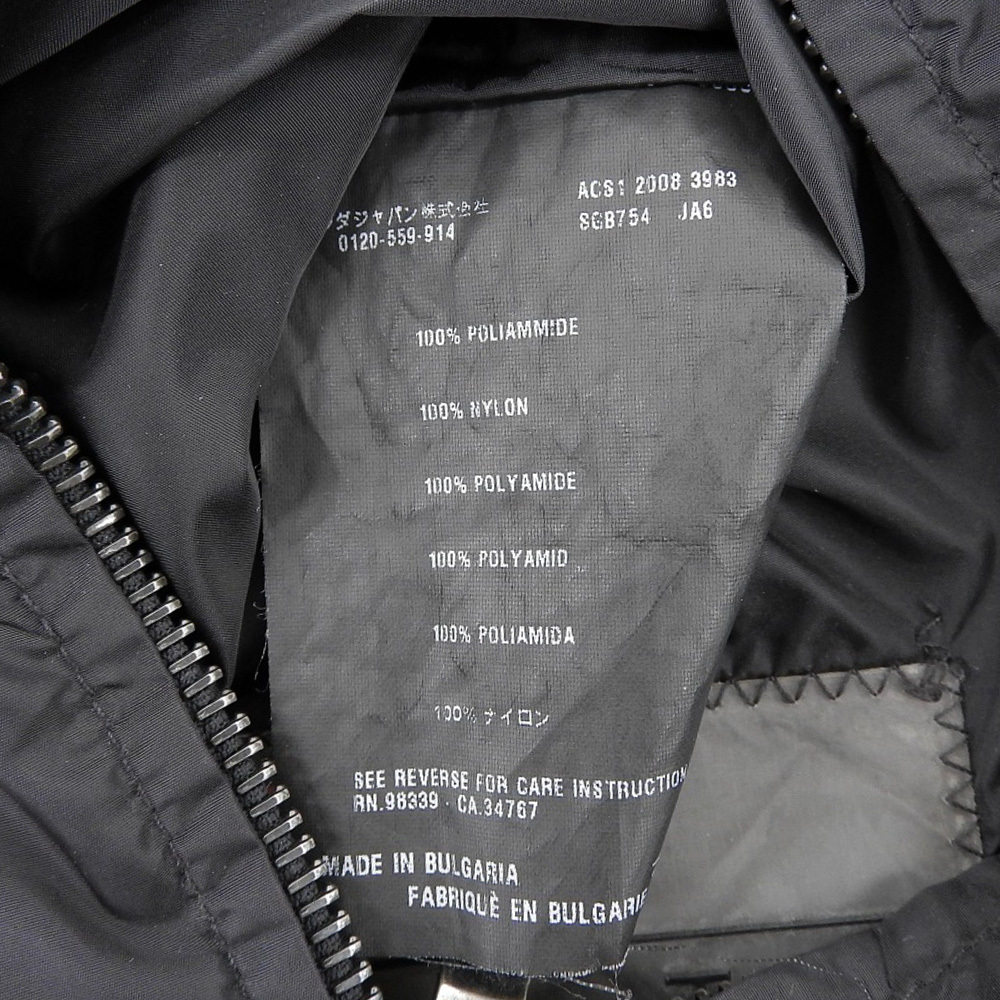 ダジャパン株式会社
0120-559-914
ACS1 2008 3983
SGB754 JA6
100% POLIAMMIDE
100% NYLON
100% POLYAMIDE
100% POLYAMID
100% POLIAMIDA
100% ナイロン
SEE REVERSE FOR CARE INSTRUCTION
RN.98339 · CA.34767
MADE IN BULGARIA
FABRIQUÈ EN BULGARIE